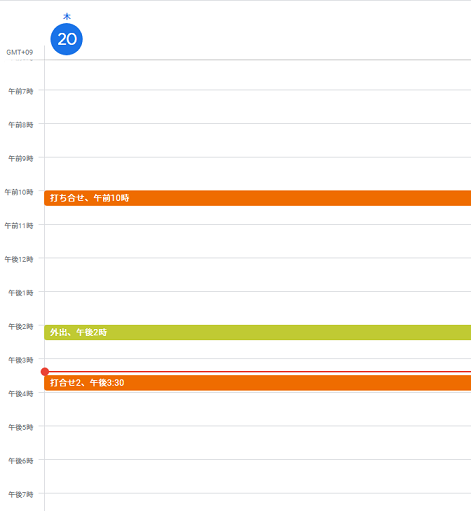 木
20
GMT+09
午前7時
午前8時
午前9時
午前10時
打ち合せ、午前10時
午前11時
午後12時
午後1時
午後2時
外出、午後2時
午後3時
打合せ2、午後3:30
午後4時
午後5時
午後6時
午後7時